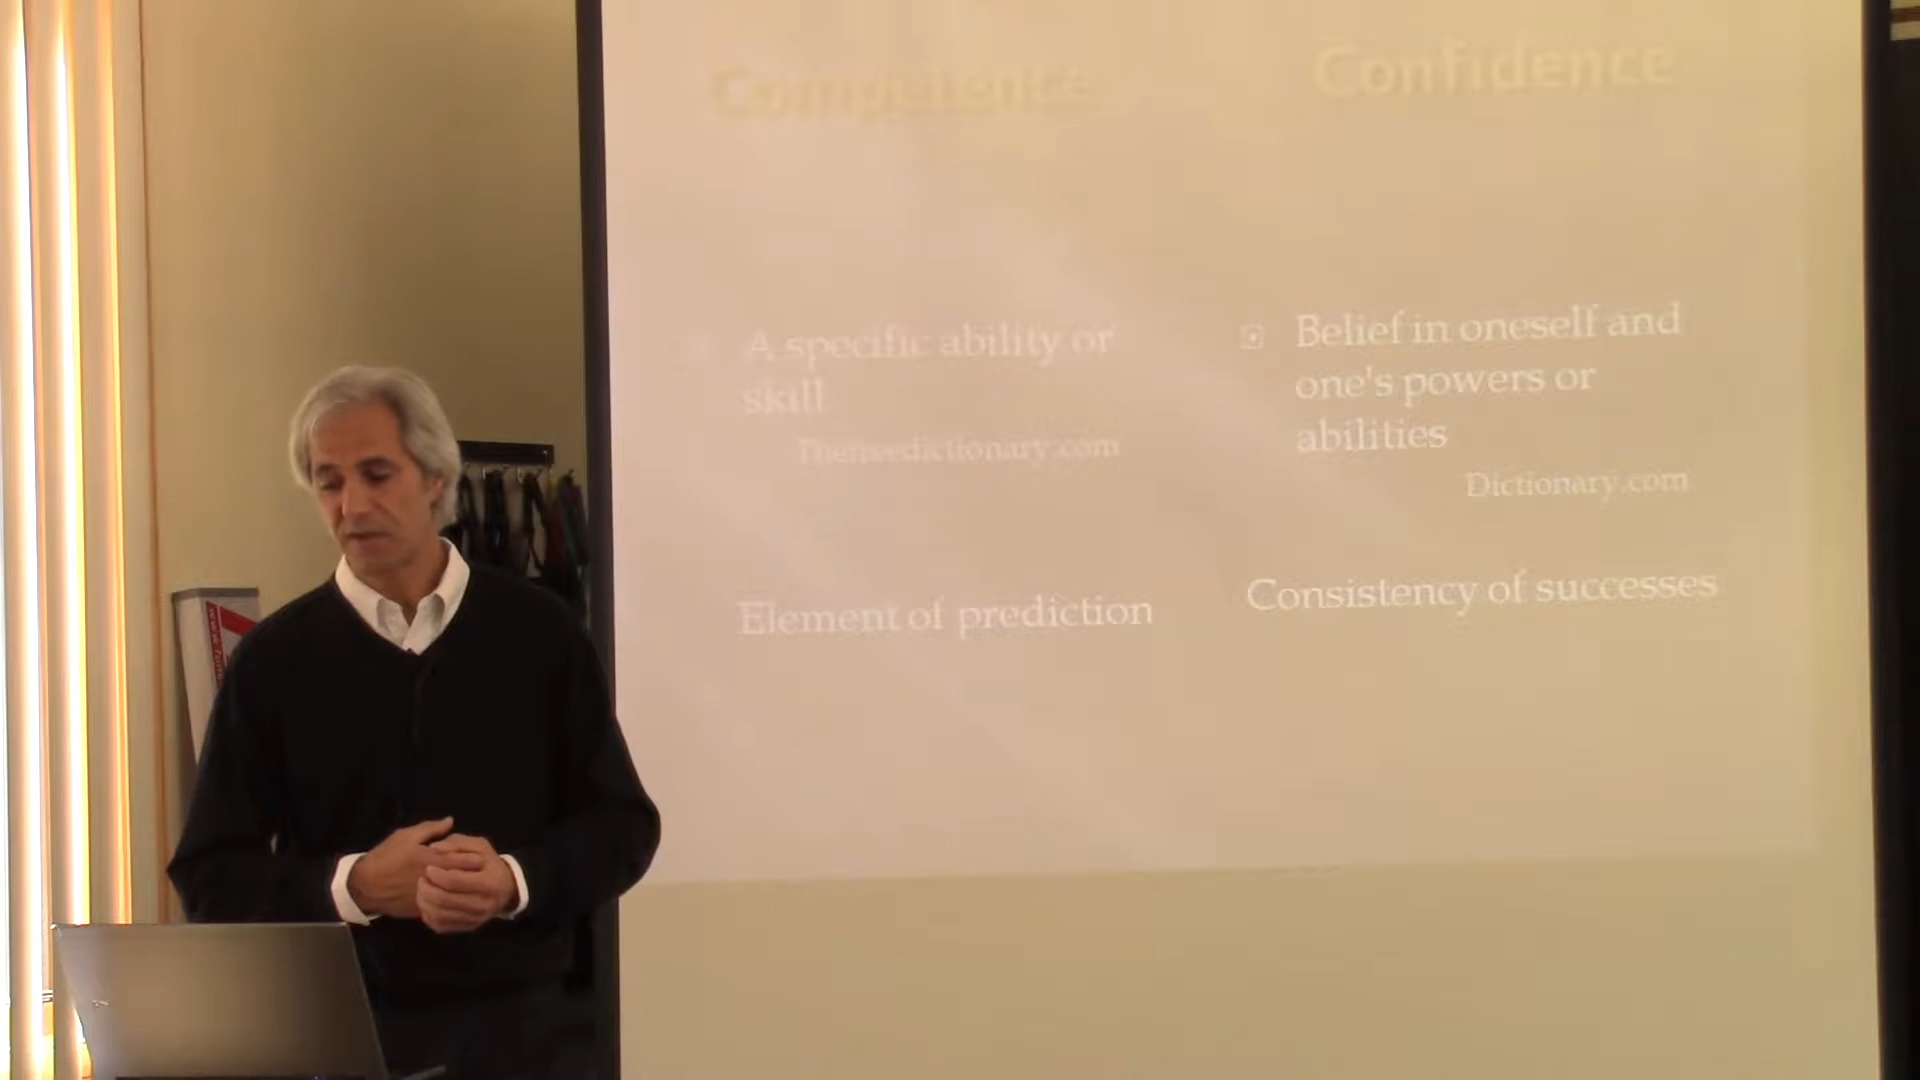 Competence
A specific ability or
skill
Thefreedictionary.com
Element of prediction
Confidence
Belief in oneself and
one's powers or
abilities
Dictionary.com
Consistency of successes